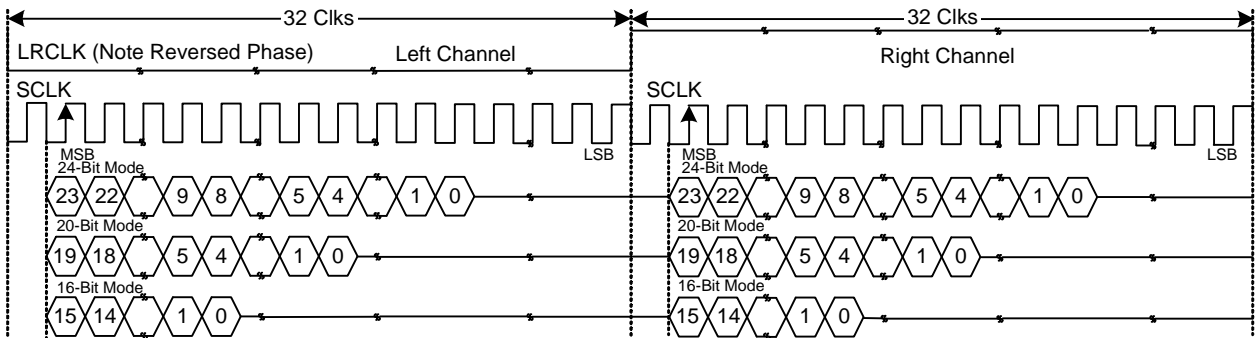 32 Clks 32 Clks
LRCLK (Note Reversed Phase) Left Channel Right Channel
SCLK SCLK
MSB LSB MSB LSB
24-Bit Mode 24-Bit Mode
23 22 9 8 5 4 1 0 23 22 9 8 5 4 1 0
20-Bit Mode 20-Bit Mode
19 18 5 4 1 0 19 18 5 4 1 0
16-Bit Mode 16-Bit Mode
15 14 1 0 15 14 1 0